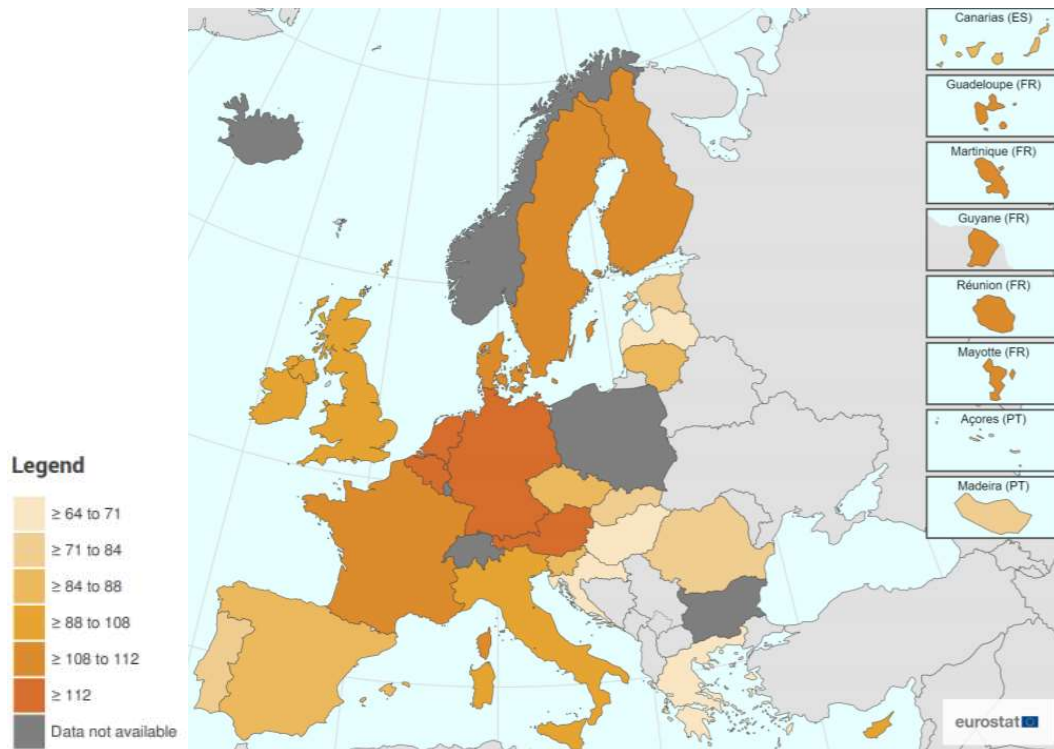 Canarias (ES)
Guadeloupe (FR)
Martinique (FR)
Guyane (FR)
Réunion (FR)
Mayotte (FR)
Açores (PT)
Madeira (PT)
Legend
≥ 64 to 71
≥ 71 to 84
≥ 84 to 88
≥ 88 to 108
≥ 108 to 112
≥ 112
Data not available
eurostat